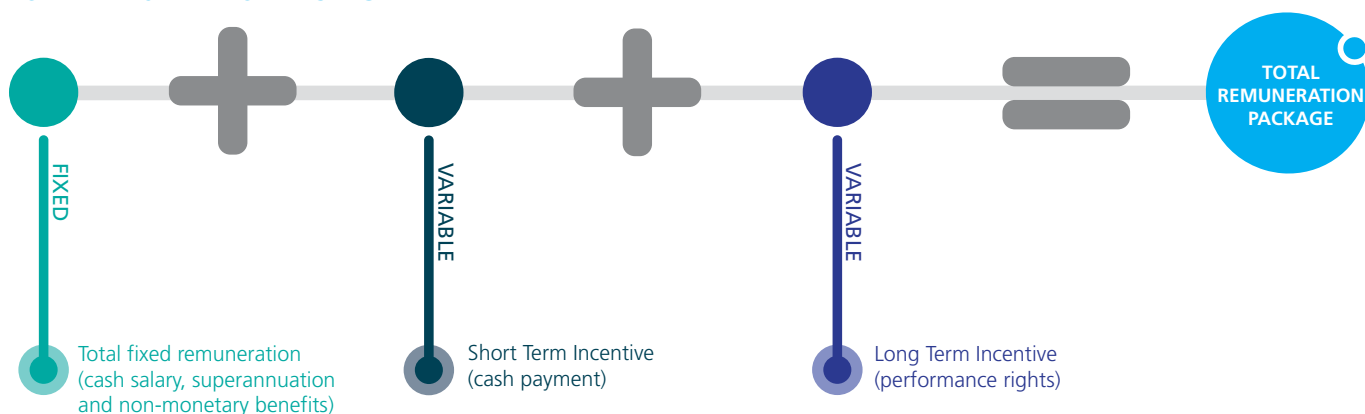 TOTAL
REMUNERATION
PACKAGE
FIXED
VARIABLE
VARIABLE
Total fixed remuneration
(cash salary, superannuation
and non-monetary benefits)
Short Term Incentive
(cash payment)
Long Term Incentive
(performance rights)